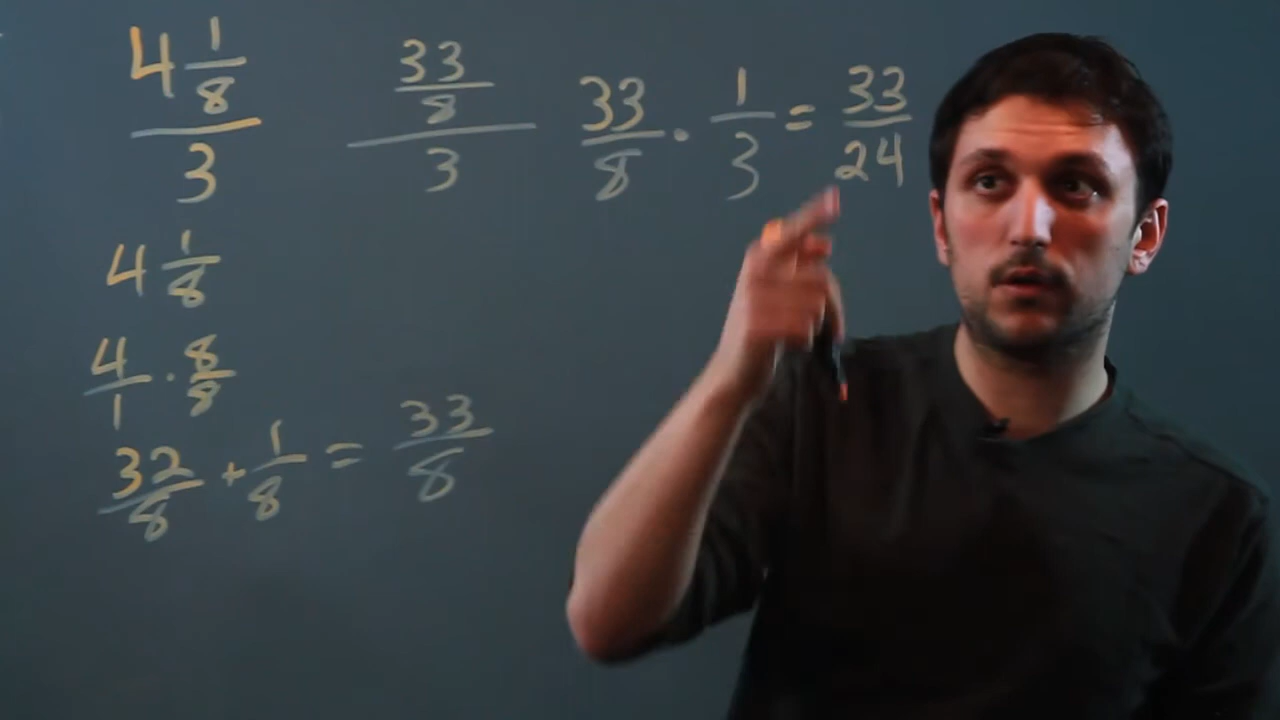 4 1/8 / 3
33/8 / 3
33/8 · 1/3 = 33/24
4 1/8
4/1 · 8/8
32/8 + 1/8 = 33/8